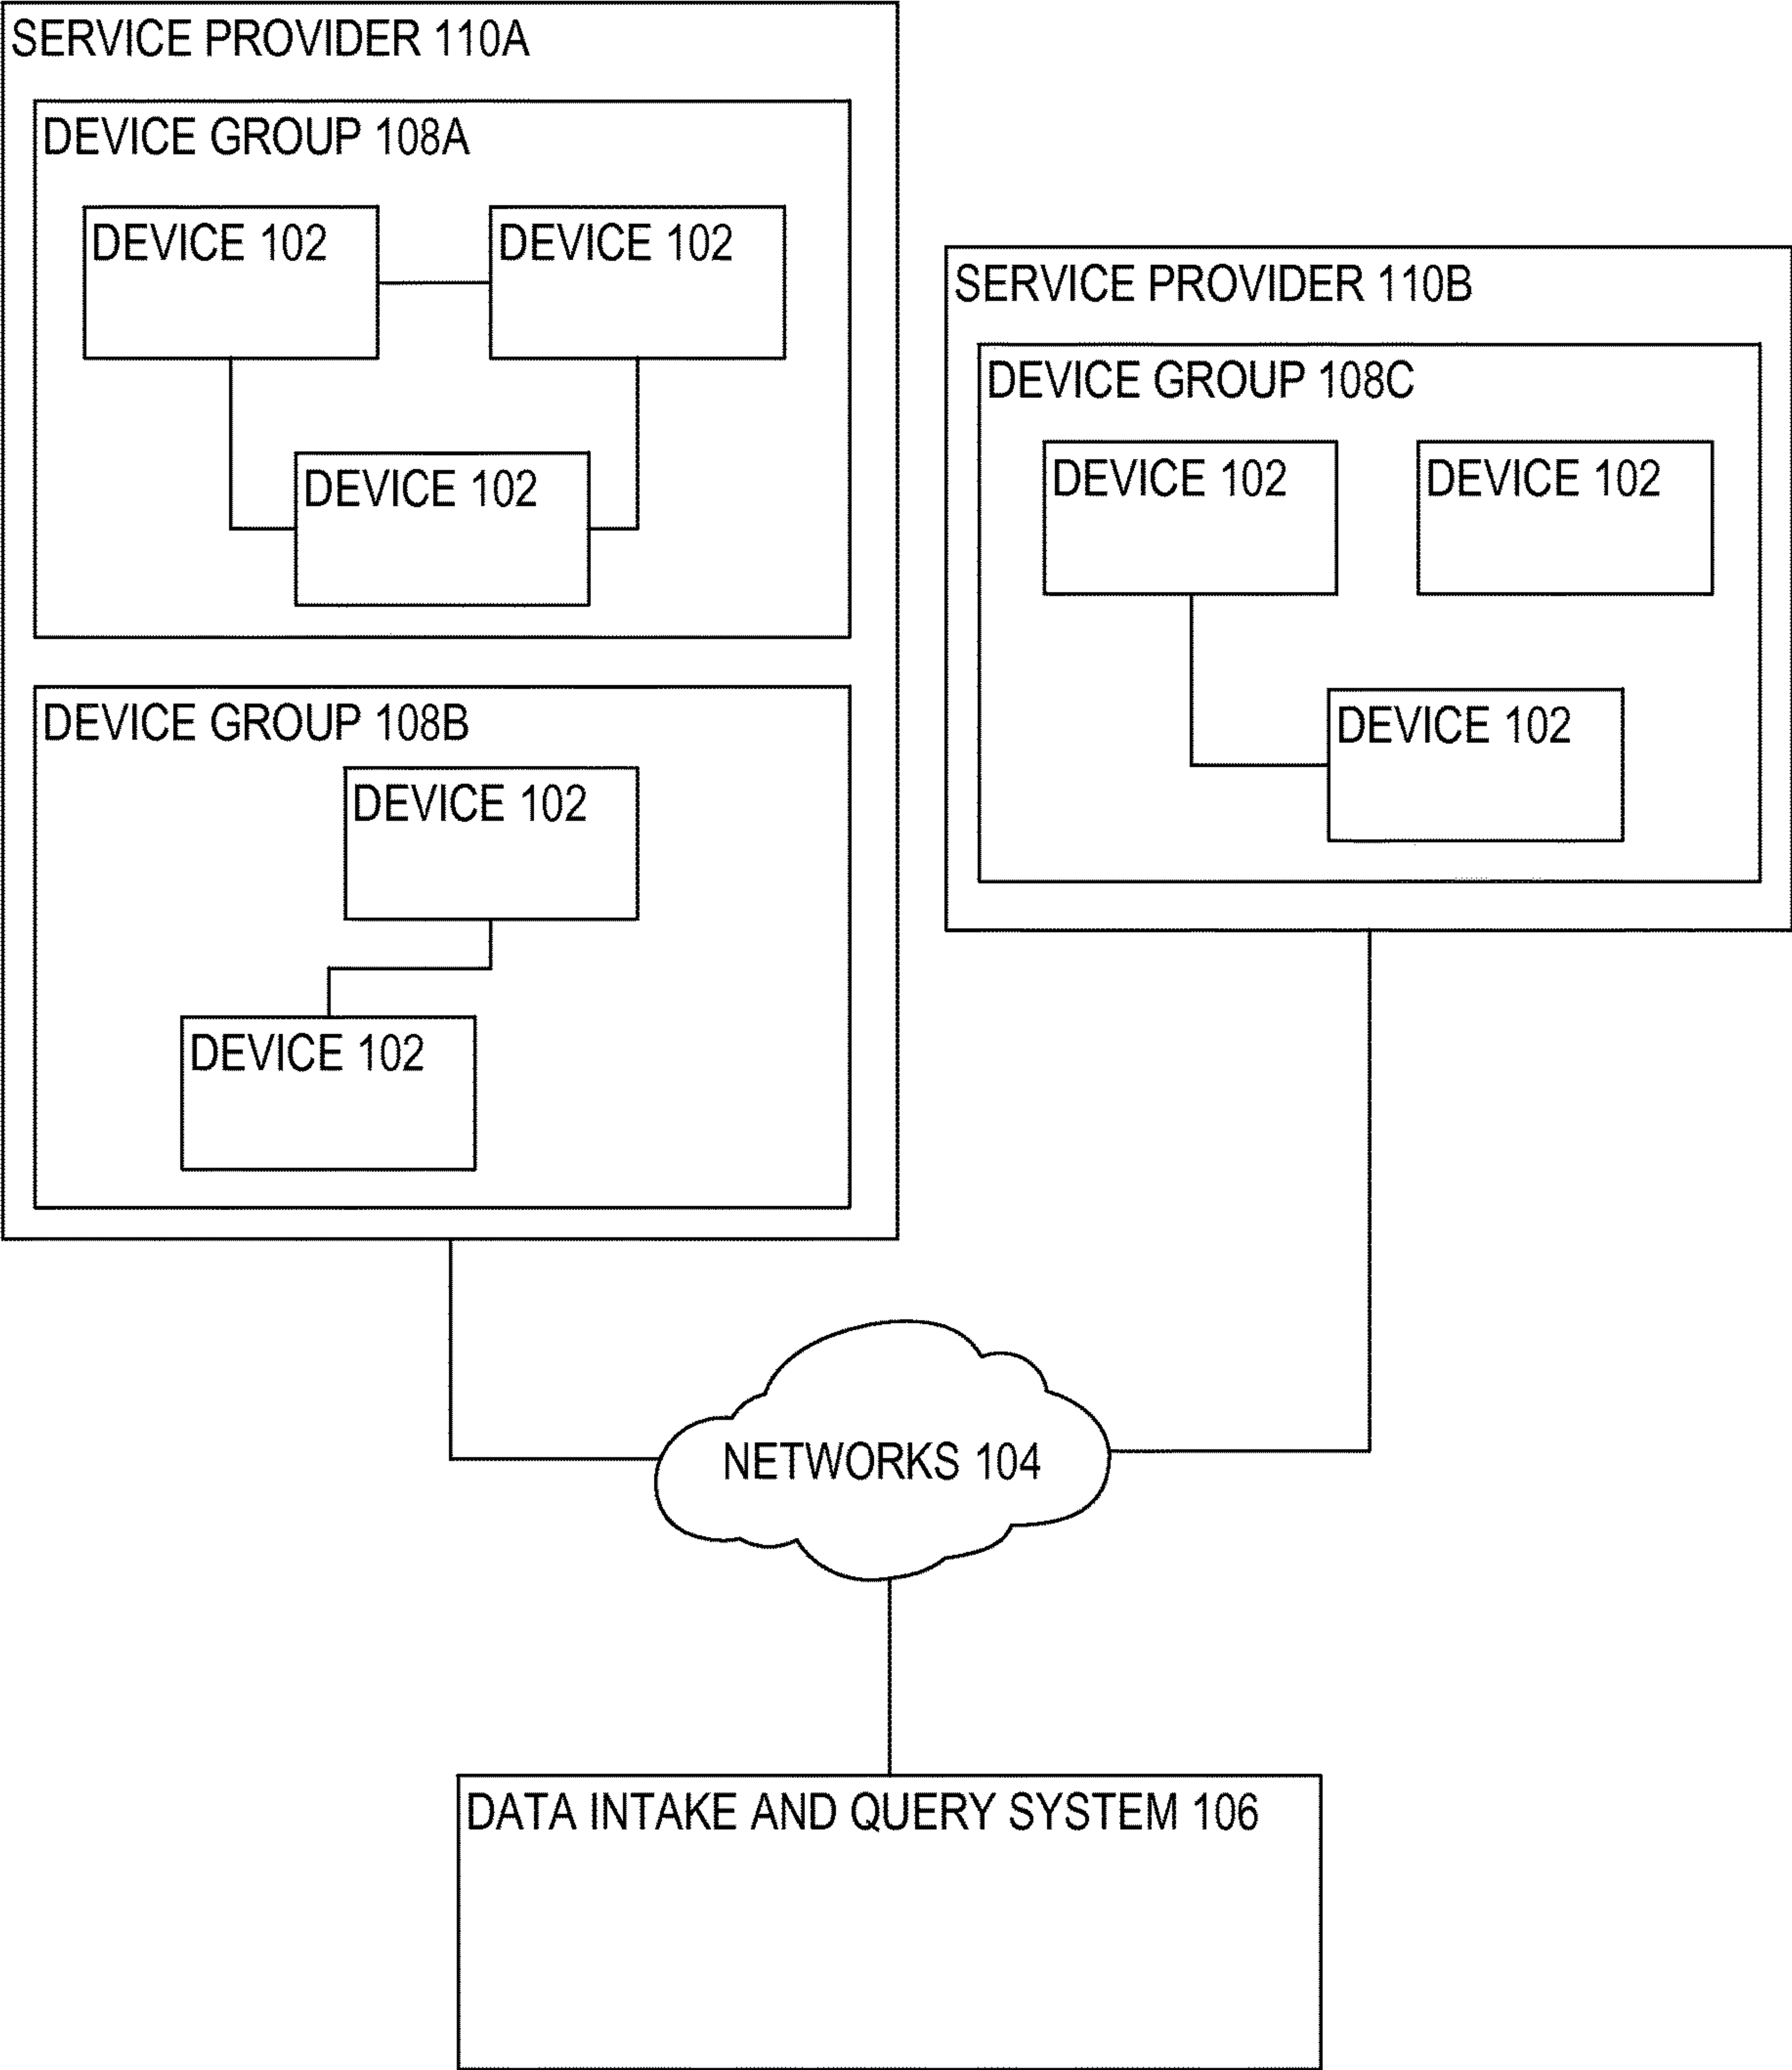 SERVICE PROVIDER 110A
DEVICE GROUP 108A
DEVICE 102
DEVICE 102
DEVICE 102
DEVICE GROUP 108B
DEVICE 102
DEVICE 102
SERVICE PROVIDER 110B
DEVICE GROUP 108C
DEVICE 102
DEVICE 102
DEVICE 102
NETWORKS 104
DATA INTAKE AND QUERY SYSTEM 106